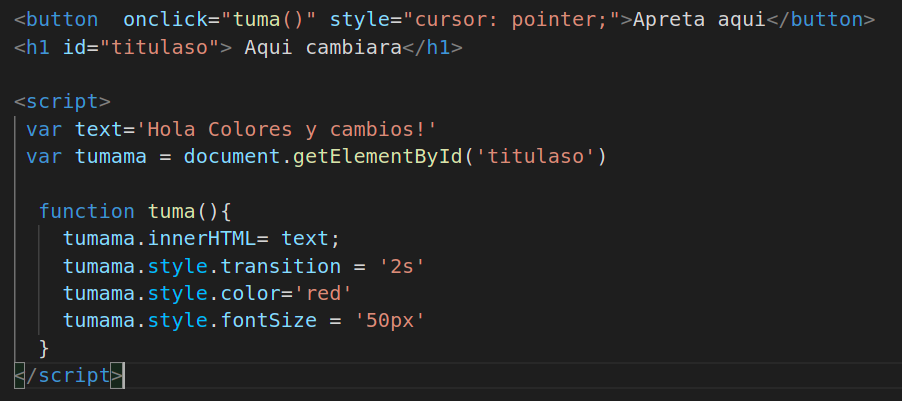 <button  onclick="tuma()" style="cursor: pointer;">Apreta aqui</button>
<h1 id="titulaso"> Aqui cambiara</h1>
<script>
var text='Hola Colores y cambios!'
var tumama = document.getElementById('titulaso')
function tuma(){
tumama.innerHTML= text;
tumama.style.transition = '2s'
tumama.style.color='red'
tumama.style.fontSize = '50px'
}
</script>